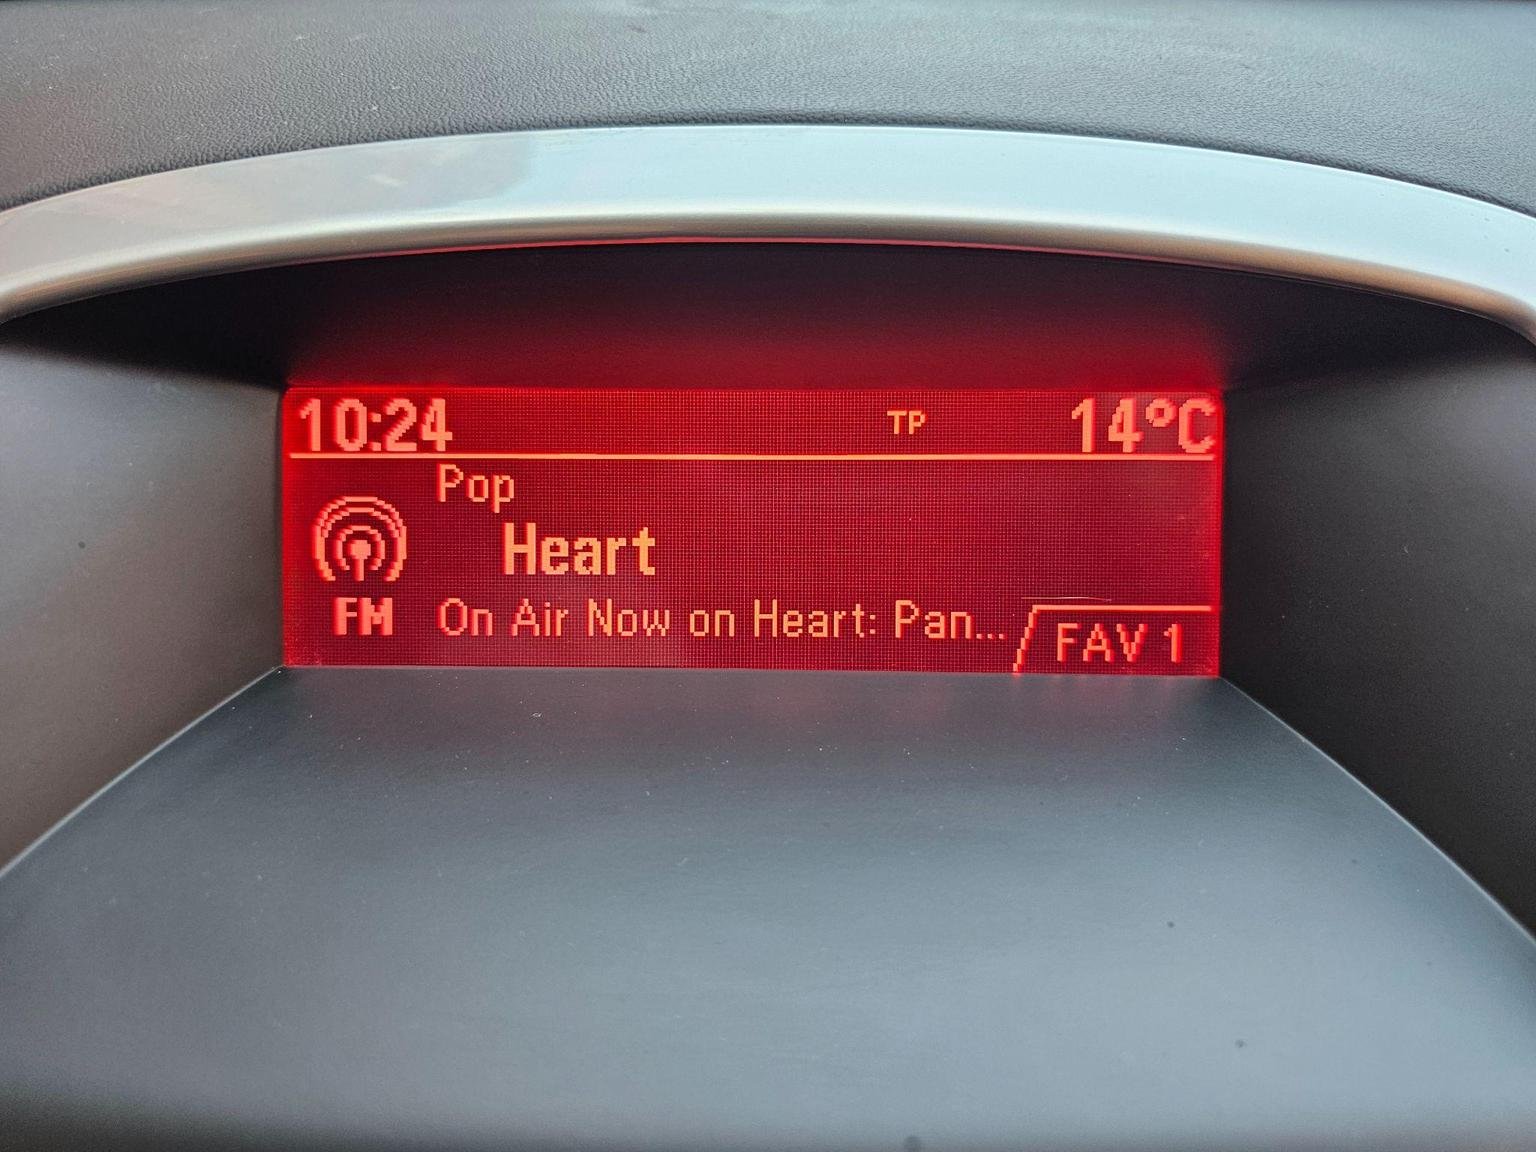 10:24 TP 14°C
Pop
Heart
FM On Air Now on Heart: Pan...
FAV 1